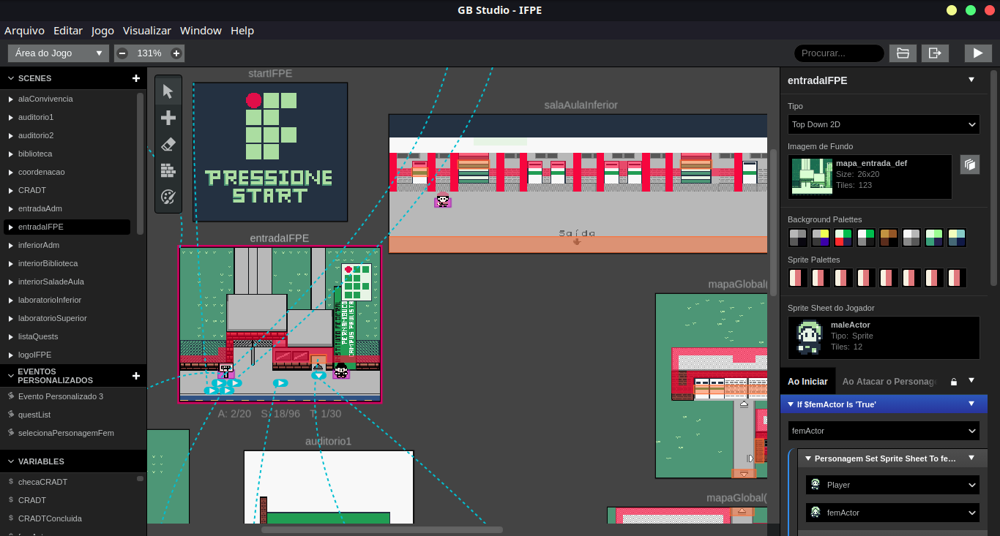 GB Studio - IFPE
Arquivo Editar Jogo Visualizar Window Help
Área do Jogo
131%
Procurar...
SCENES
alaConvivencia
auditorio1
auditorio2
biblioteca
coordenacao
CRADT
entradaAdm
entradaIFPE
inferiorAdm
interiorBiblioteca
interiorSaladeAula
laboratorioInferior
laboratorioSuperior
listaQuests
logoIFPE
EVENTOS
PERSONALIZADOS
Evento Personalizado 3
questList
selecionaPersonagemFem
VARIABLES
checaCRADT
CRADT
CRADTConcluida
startIFPE
PRESSIONE
START
salaAulaInferior
Saída
entradaIFPE
INSTITUTO FEDERAL
PERNAMBUCO
CAMPUS PAULISTA
A: 2/20 S: 18/96 T: 1/30
auditorio1
mapaGlobal(
mapaGlobal(
entradaIFPE
Tipo
Top Down 2D
Imagem de Fundo
mapa_entrada_def
Size: 26x20
Tiles: 123
Background Palettes
Sprite Palettes
Sprite Sheet do Jogador
maleActor
Tipo: Sprite
Tiles: 12
Ao Iniciar
Ao Atacar o Personage
If $femActor Is 'True'
femActor
Personagem Set Sprite Sheet To fe...
Player
femActor